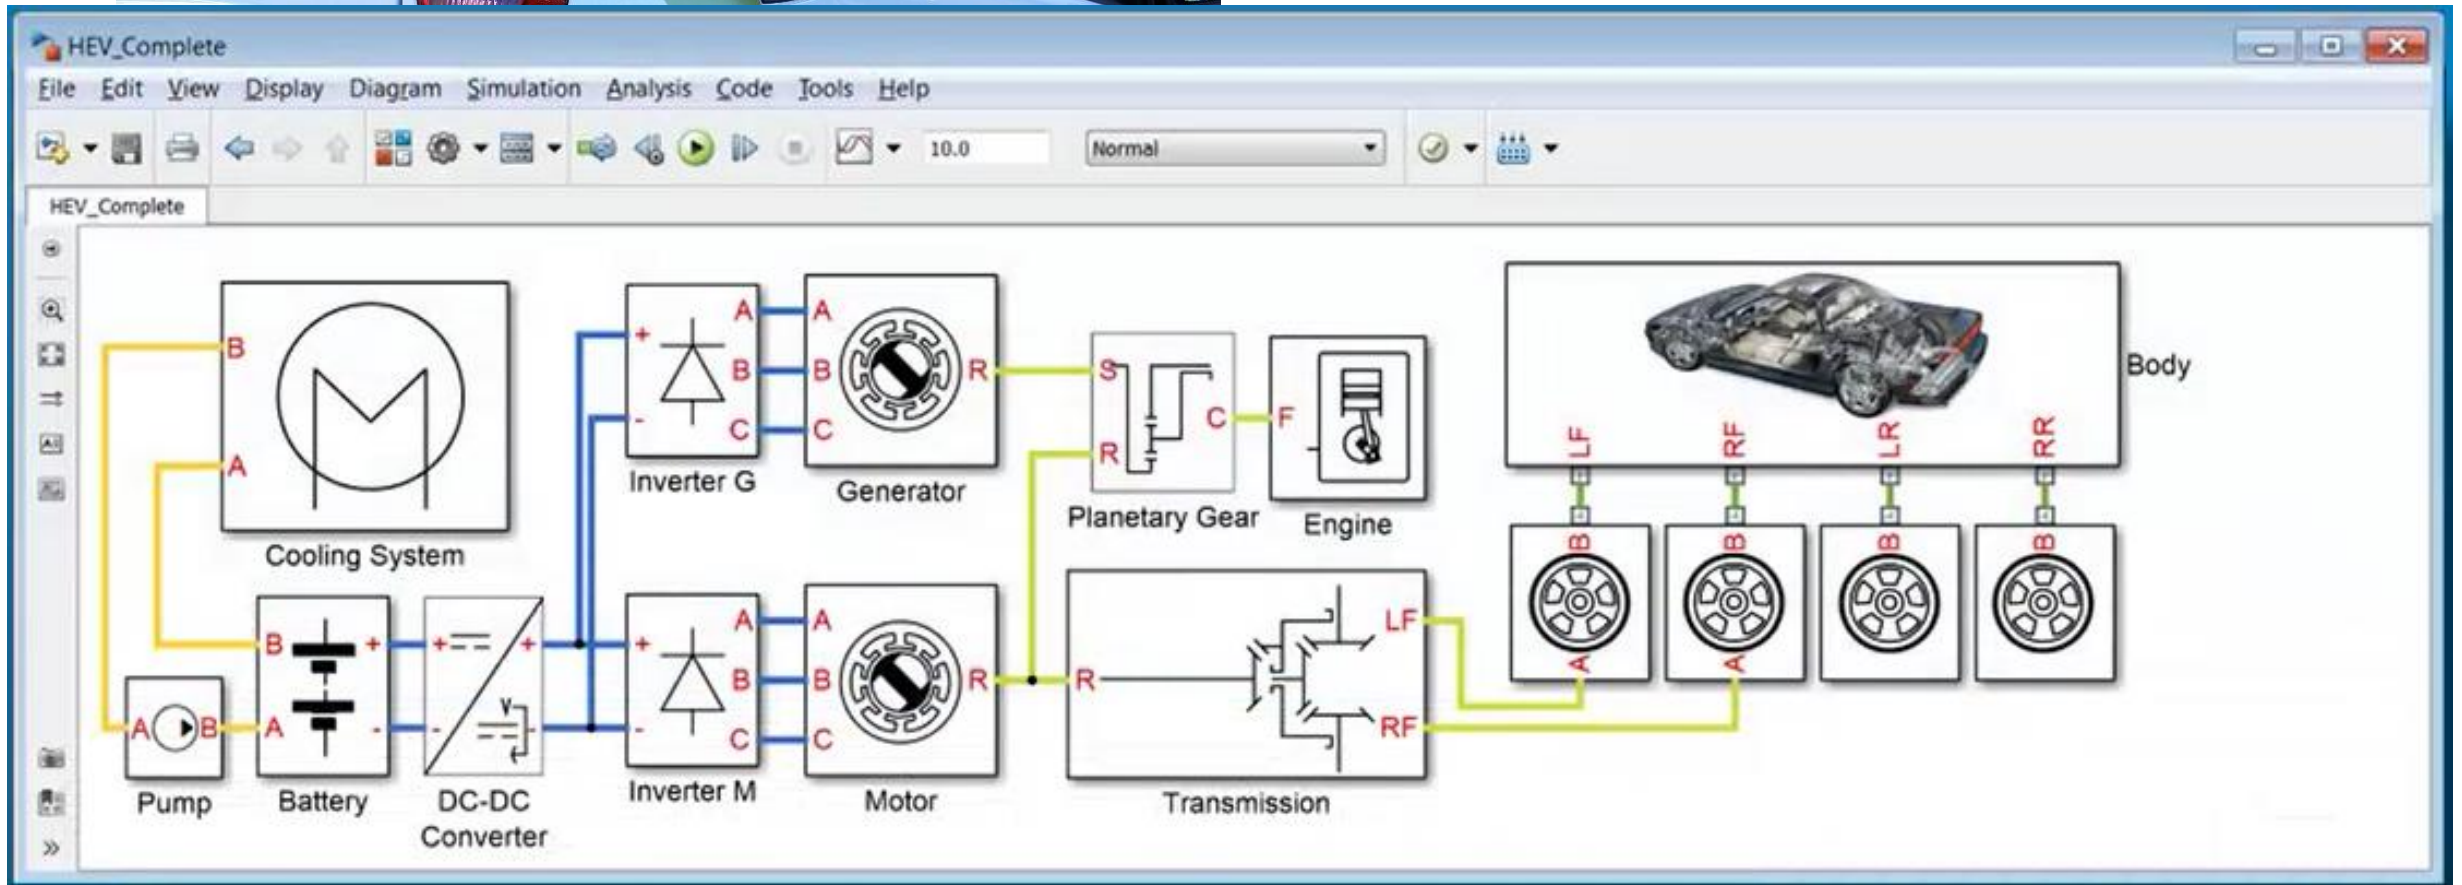 HEV_Complete
File Edit View Display Diagram Simulation Analysis Code Tools Help
10.0
Normal
HEV_Complete
B
A
Cooling System
A B
Pump
B +
A -
Battery
+ +
- -
V
DC-DC
Converter
+ A
B
- C
Inverter G
A
B R
C
Generator
+ A
B
- C
Inverter M
A
B R
C
Motor
S
C
R
Planetary Gear
F
Engine
R
LF
RF
Transmission
LF RF LR RR
Body
B B B B
A A